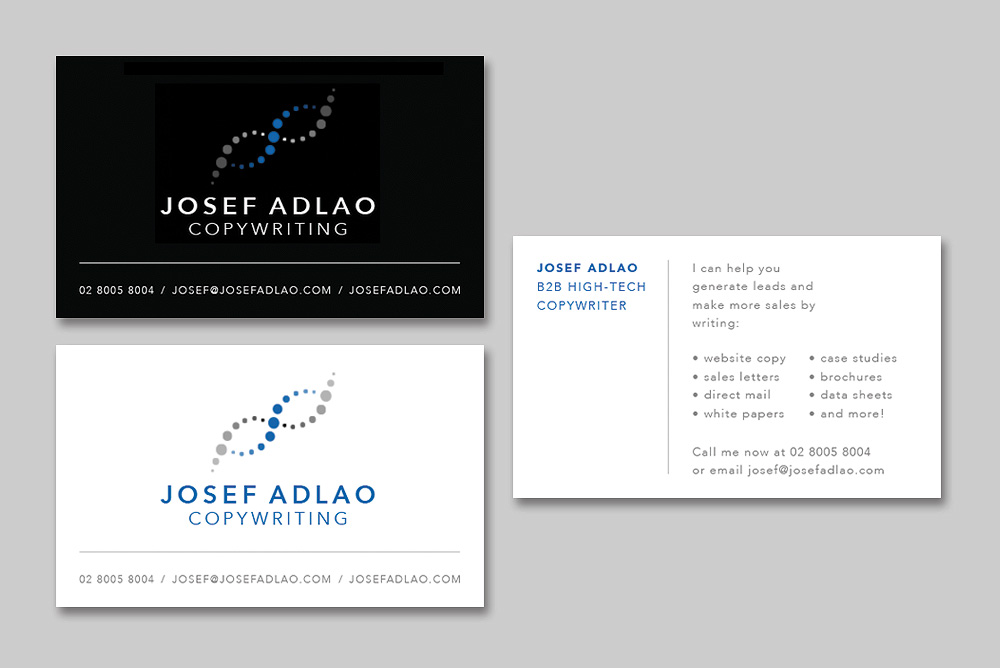 JOSEF ADLAO
COPYWRITING
02 8005 8004 / JOSEF@JOSEFADLAO.COM / JOSEFADLAO.COM
JOSEF ADLAO
COPYWRITING
02 8005 8004 / JOSEF@JOSEFADLAO.COM / JOSEFADLAO.COM
JOSEF ADLAO
B2B HIGH-TECH
COPYWRITER
I can help you
generate leads and
make more sales by
writing:
• website copy
• sales letters
• direct mail
• white papers
• case studies
• brochures
• data sheets
• and more!
Call me now at 02 8005 8004
or email josef@josefadlao.com